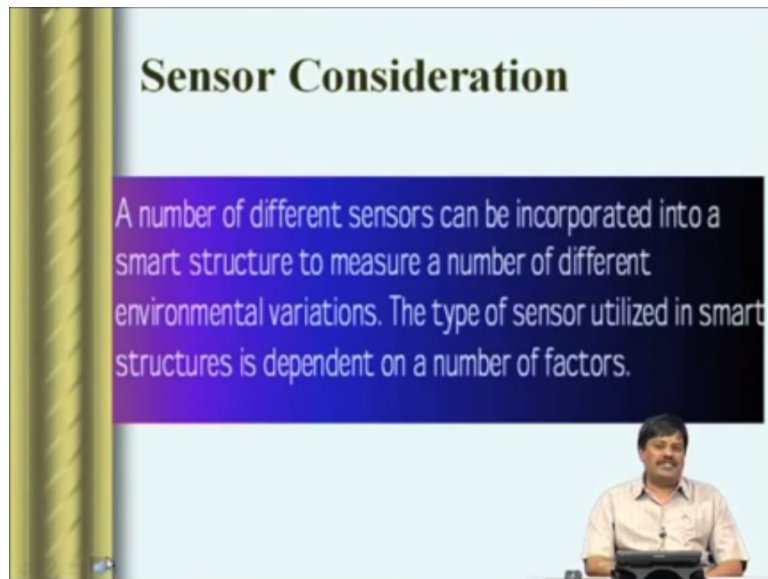 Sensor Consideration
A number of different sensors can be incorporated into a
smart structure to measure a number of different
environmental variations. The type of sensor utilized in smart
structures is dependent on a number of factors.